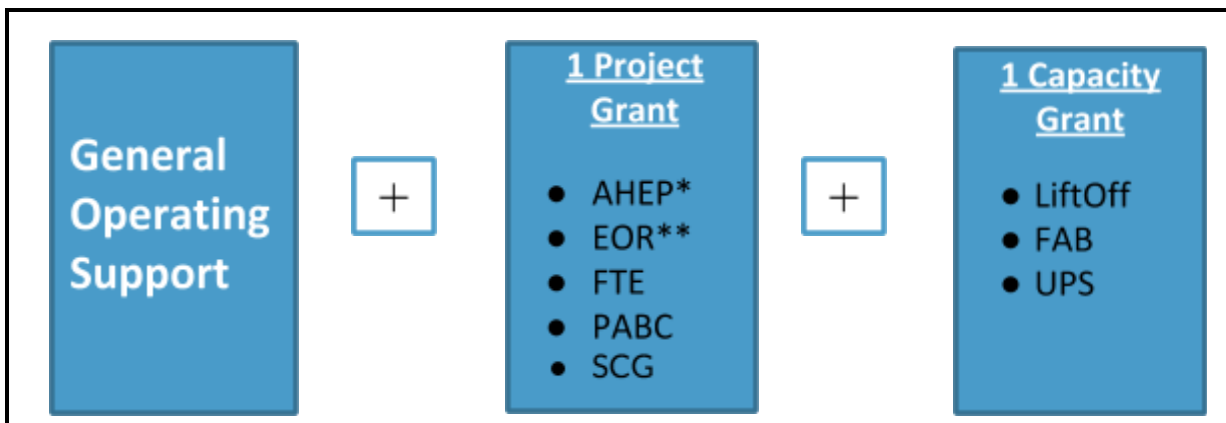 General
Operating
Support
+
1 Project
Grant
● AHEP*
● EOR**
● FTE
● PABC
● SCG
+
1 Capacity
Grant
● LiftOff
● FAB
● UPS